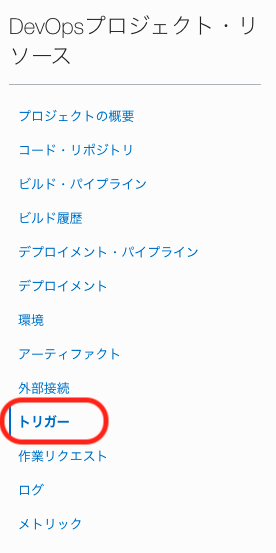 DevOpsプロジェクト・リ
ソース
プロジェクトの概要
コード・リポジトリ
ビルド・パイプライン
ビルド履歴
デプロイメント・パイプライン
デプロイメント
環境
アーティファクト
外部接続
トリガー
作業リクエスト
ログ
メトリック